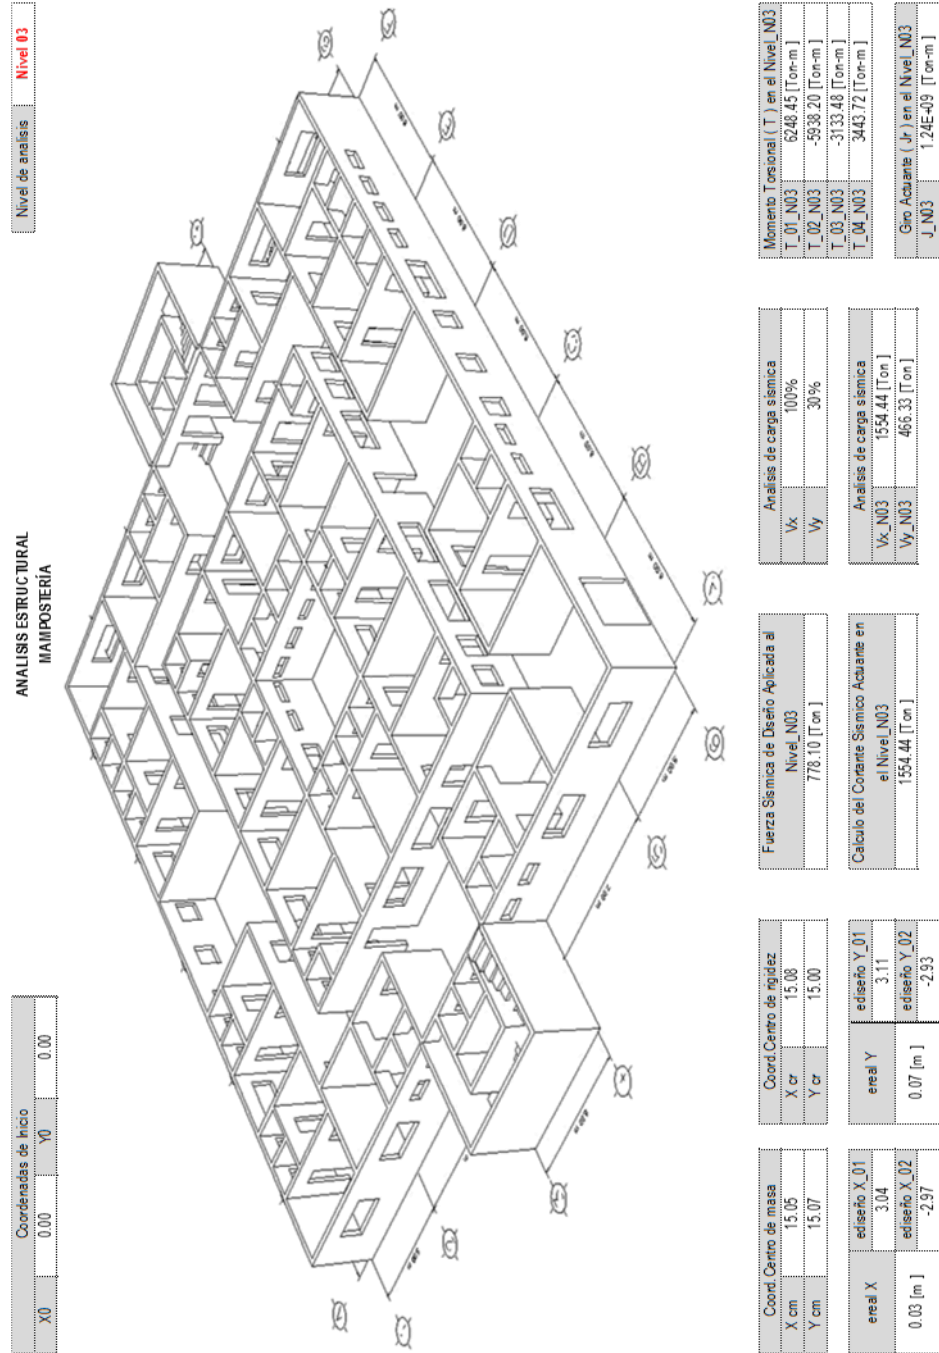 Coordenadas de Inicio
X0 0.00 Y0 0.00
ANALISIS ESTRUCTURAL
MAMPOSTERÍA
Nivel de analisis Nivel 03
Coord. Centro de masa
X cm 15.05
Y cm 15.07
Coord.Centro de rigidez
X cr 15.08
Y cr 15.00
Fuerza Sismica de Diseño Aplicada al
Nivel_N03
778.10 [Ton ]
Analisis de carga sismica
Vx 100%
Vy 30%
Momento Torsional ( T ) en el Nivel_N03
T_01_N03 6248.45 [Ton-m ]
T_02_N03 -5938.20 [Ton-m ]
T_03_N03 -3133.48 [Ton-m ]
T_04_N03 3443.72 [Ton-m ]
ereal X ediseño X_01
3.04
0.03 [m ] ediseño X_02
-2.97
ereal Y ediseño Y_01
3.11
0.07 [m ] ediseño Y_02
-2.93
Calculo del Cortante Sismico Actuante en
el Nivel_N03
1554.44 [Ton ]
Analisis de carga sismica
Vx_N03 1554.44 [Ton ]
Vy_N03 466.33 [Ton ]
Giro Actuante ( Jr ) en el Nivel_N03
J_N03 1.24E+09 [Ton-m ]